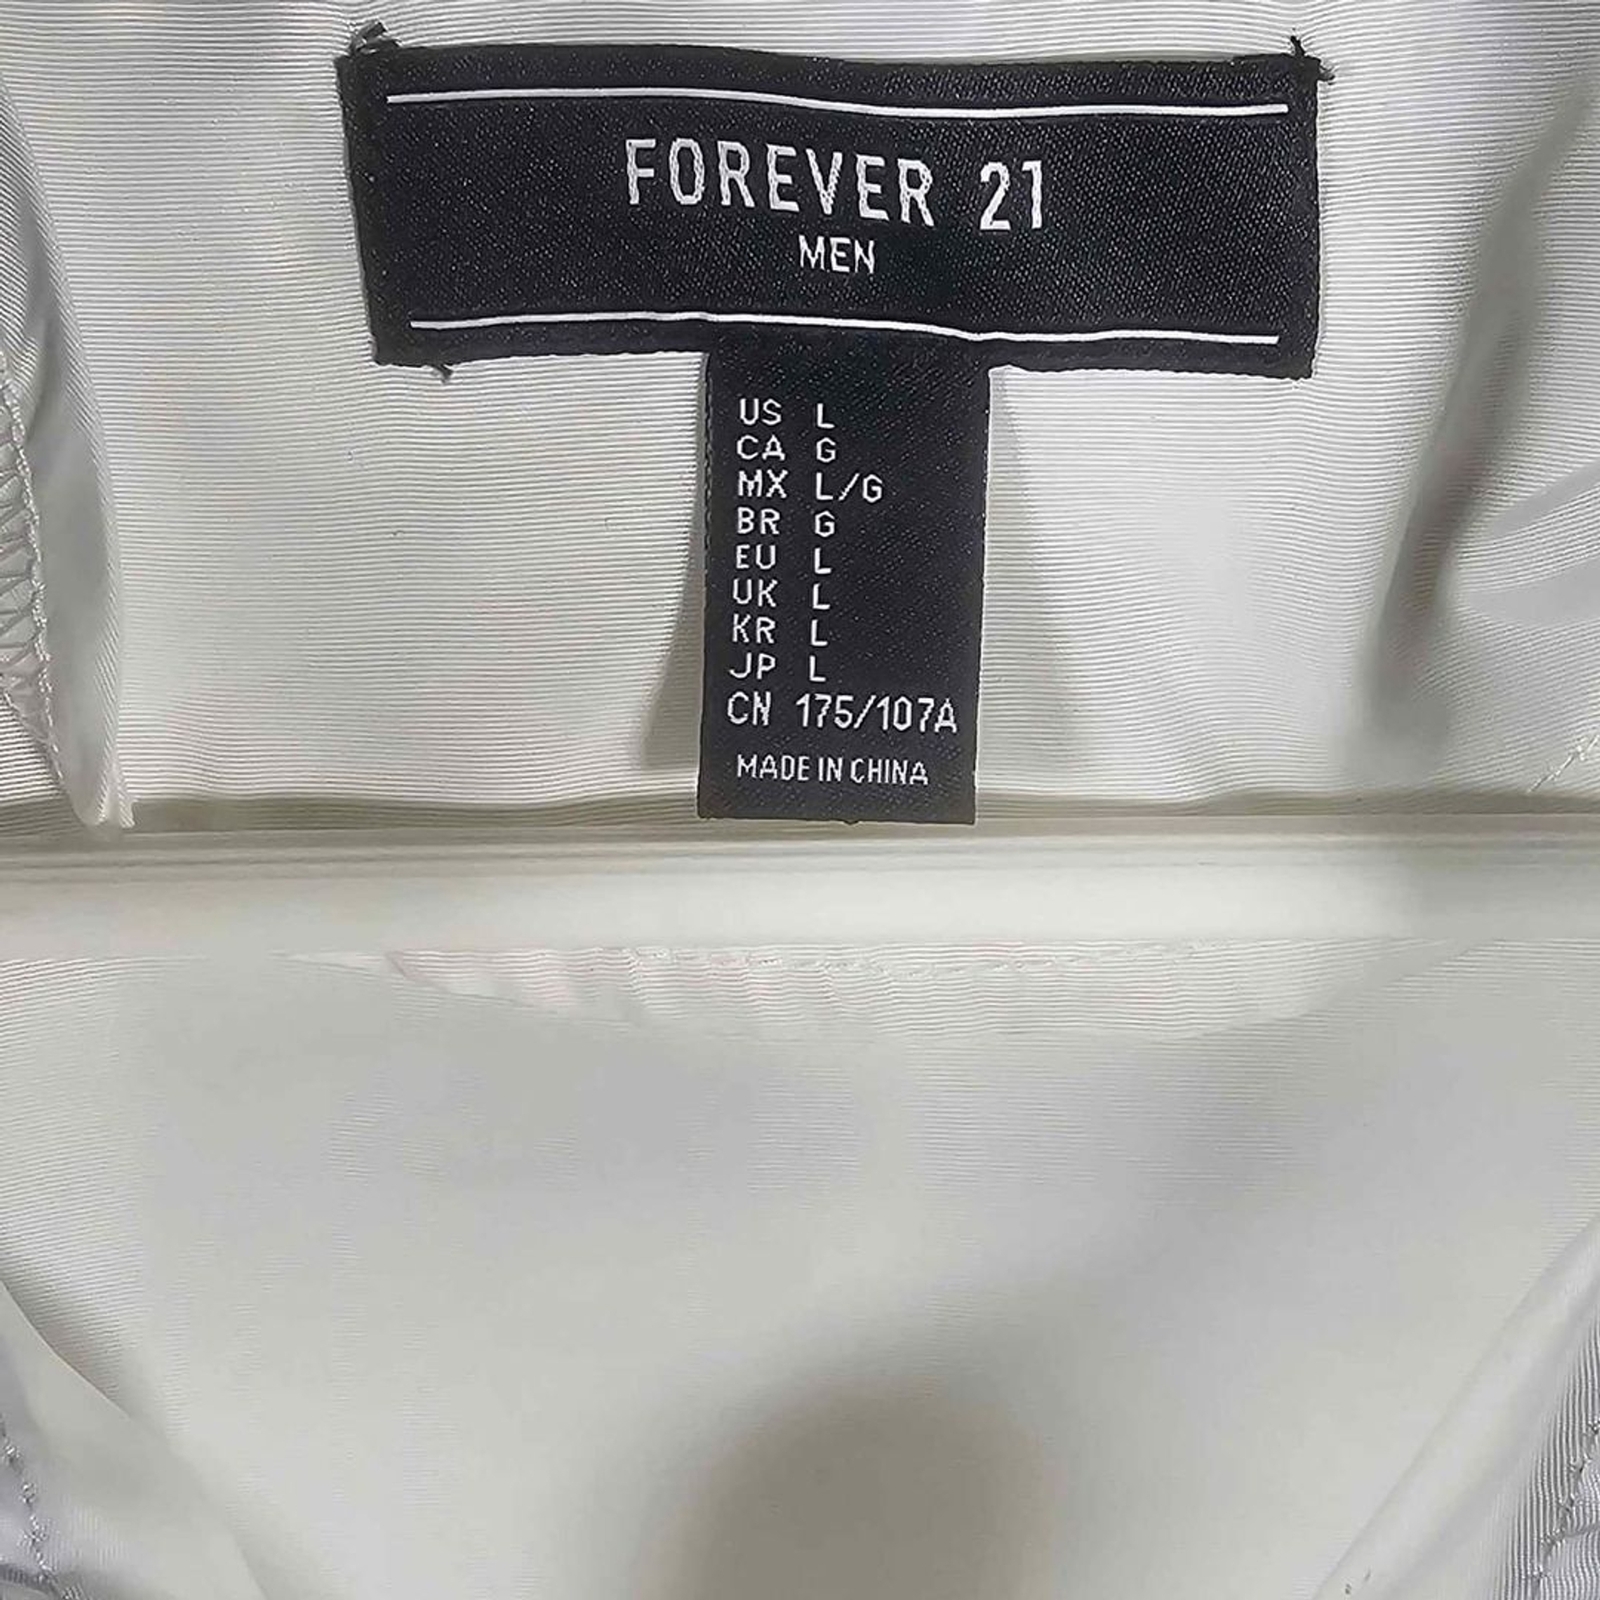 FOREVER 21
MEN
US L
CA G
MX L/G
BR G
EU L
UK L
KR L
JP L
CN 175/107A
MADE IN CHINA